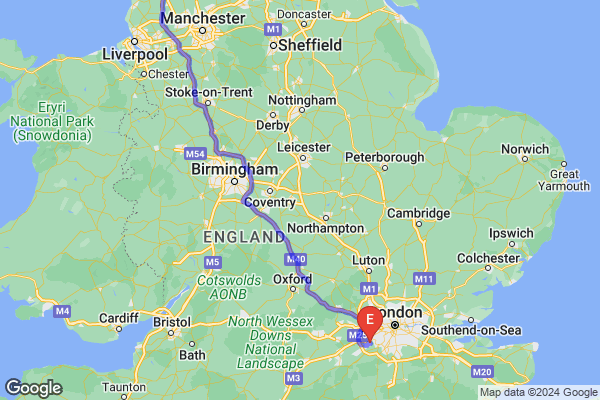 Manchester
Doncaster
Liverpool
M1
Sheffield
Chester
Stoke-on-Trent
Eryri
National Park
(Snowdonia)
Nottingham
Derby
M54
Leicester
Norwich
Peterborough
Great
Yarmouth
Birmingham
Coventry
Cambridge
Northampton
ENGLAND
Ipswich
M5
M40
Luton
Colchester
Cotswolds
AONB
Oxford
M1
M11
M4
Cardiff
Bristol
North Wessex
Downs
National
Landscape
E
London
Southend-on-Sea
M25
Bath
M3
M20
Taunton
Google
Google
Map data ©2024 Google